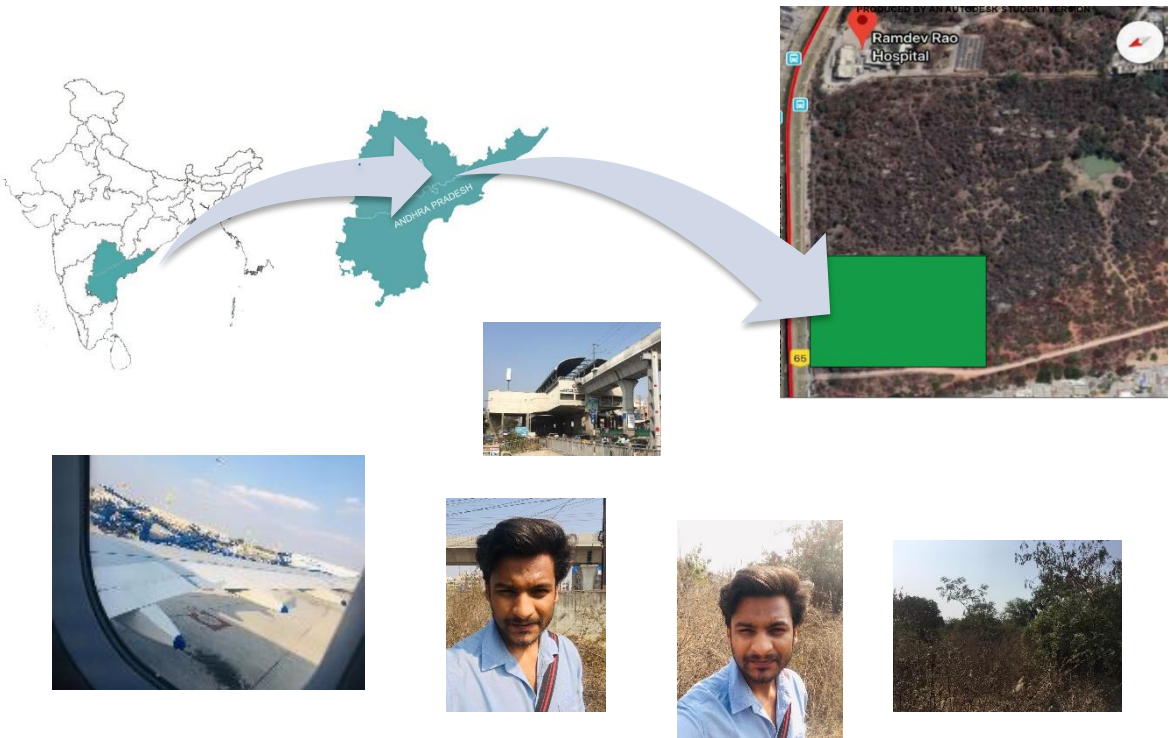 PRODUCED BY AN AUTODESK STUDENT VERSION
Ramdev Rao
Hospital
ANDHRA PRADESH
65